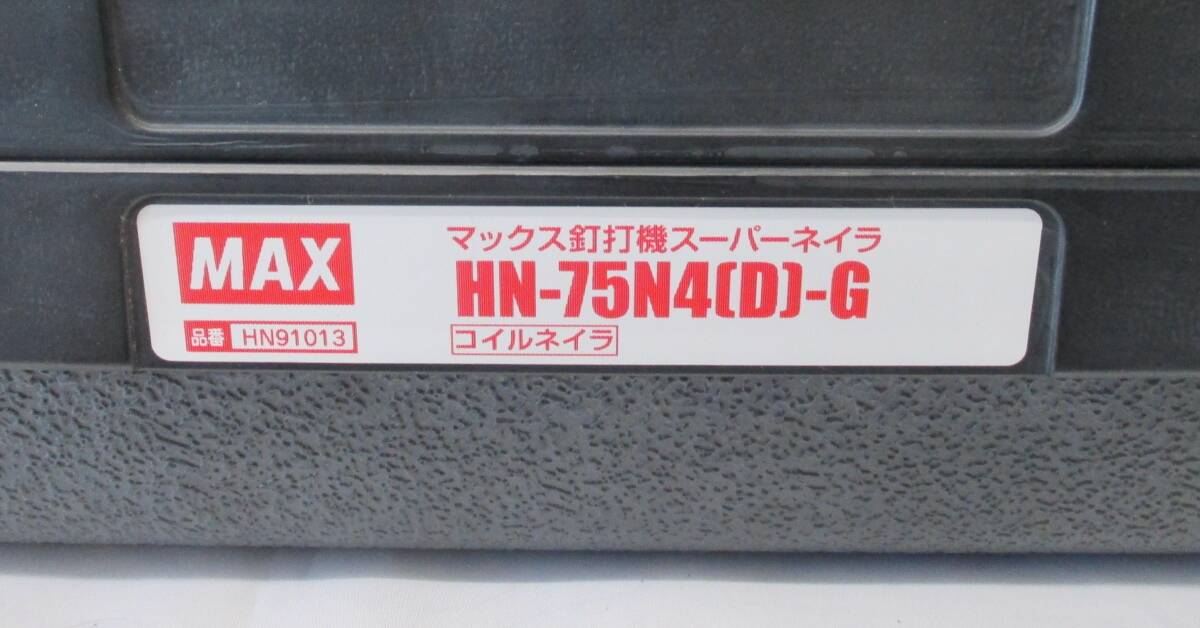 MAX
品番 HN91013
マックス釘打機スーパーネイラ
HN-75N4(D)-G
コイルネイラ